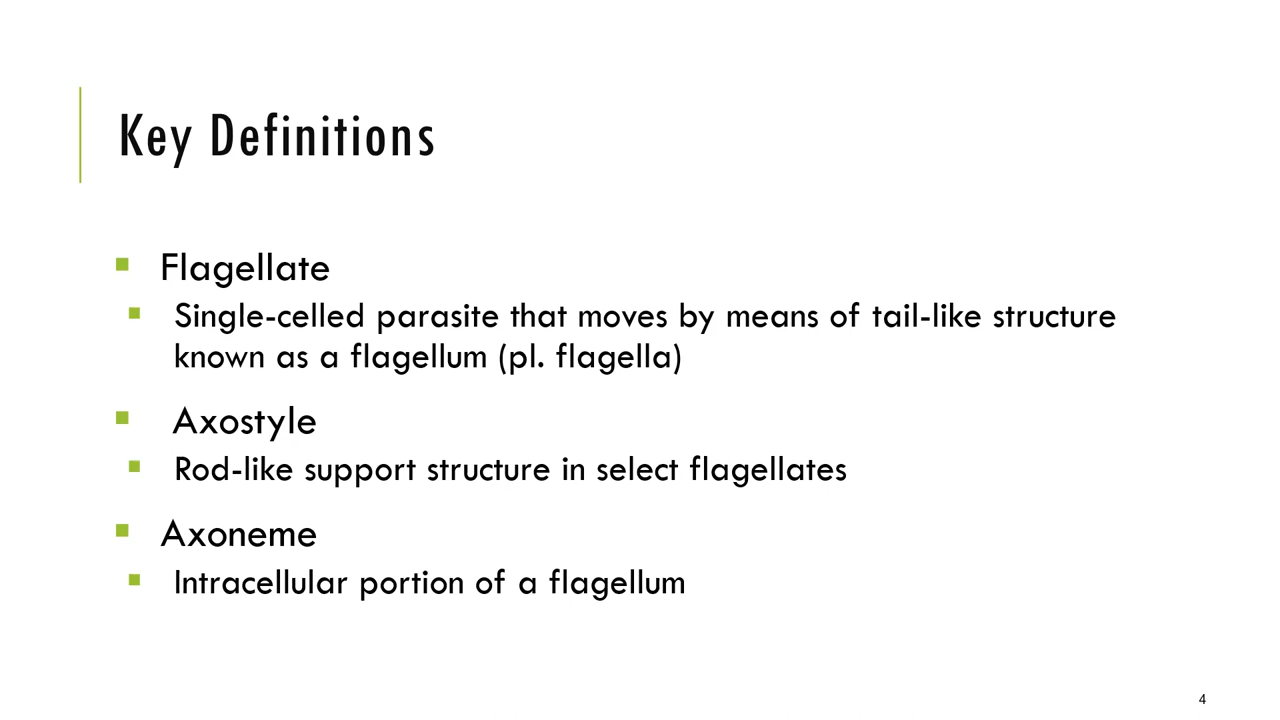 Key Definitions
Flagellate
Single-celled parasite that moves by means of tail-like structure
known as a flagellum (pl. flagella)
Axostyle
Rod-like support structure in select flagellates
Axoneme
Intracellular portion of a flagellum
4